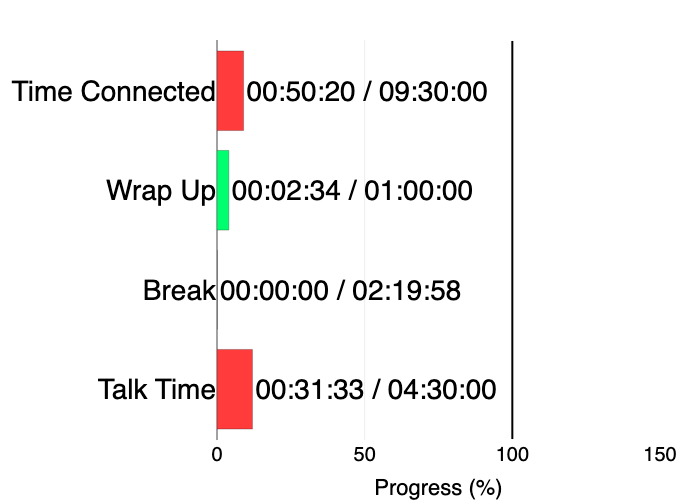 Time Connected 00:50:20 / 09:30:00
Wrap Up 00:02:34 / 01:00:00
Break 00:00:00 / 02:19:58
Talk Time 00:31:33 / 04:30:00
0 50 100 150
Progress (%)